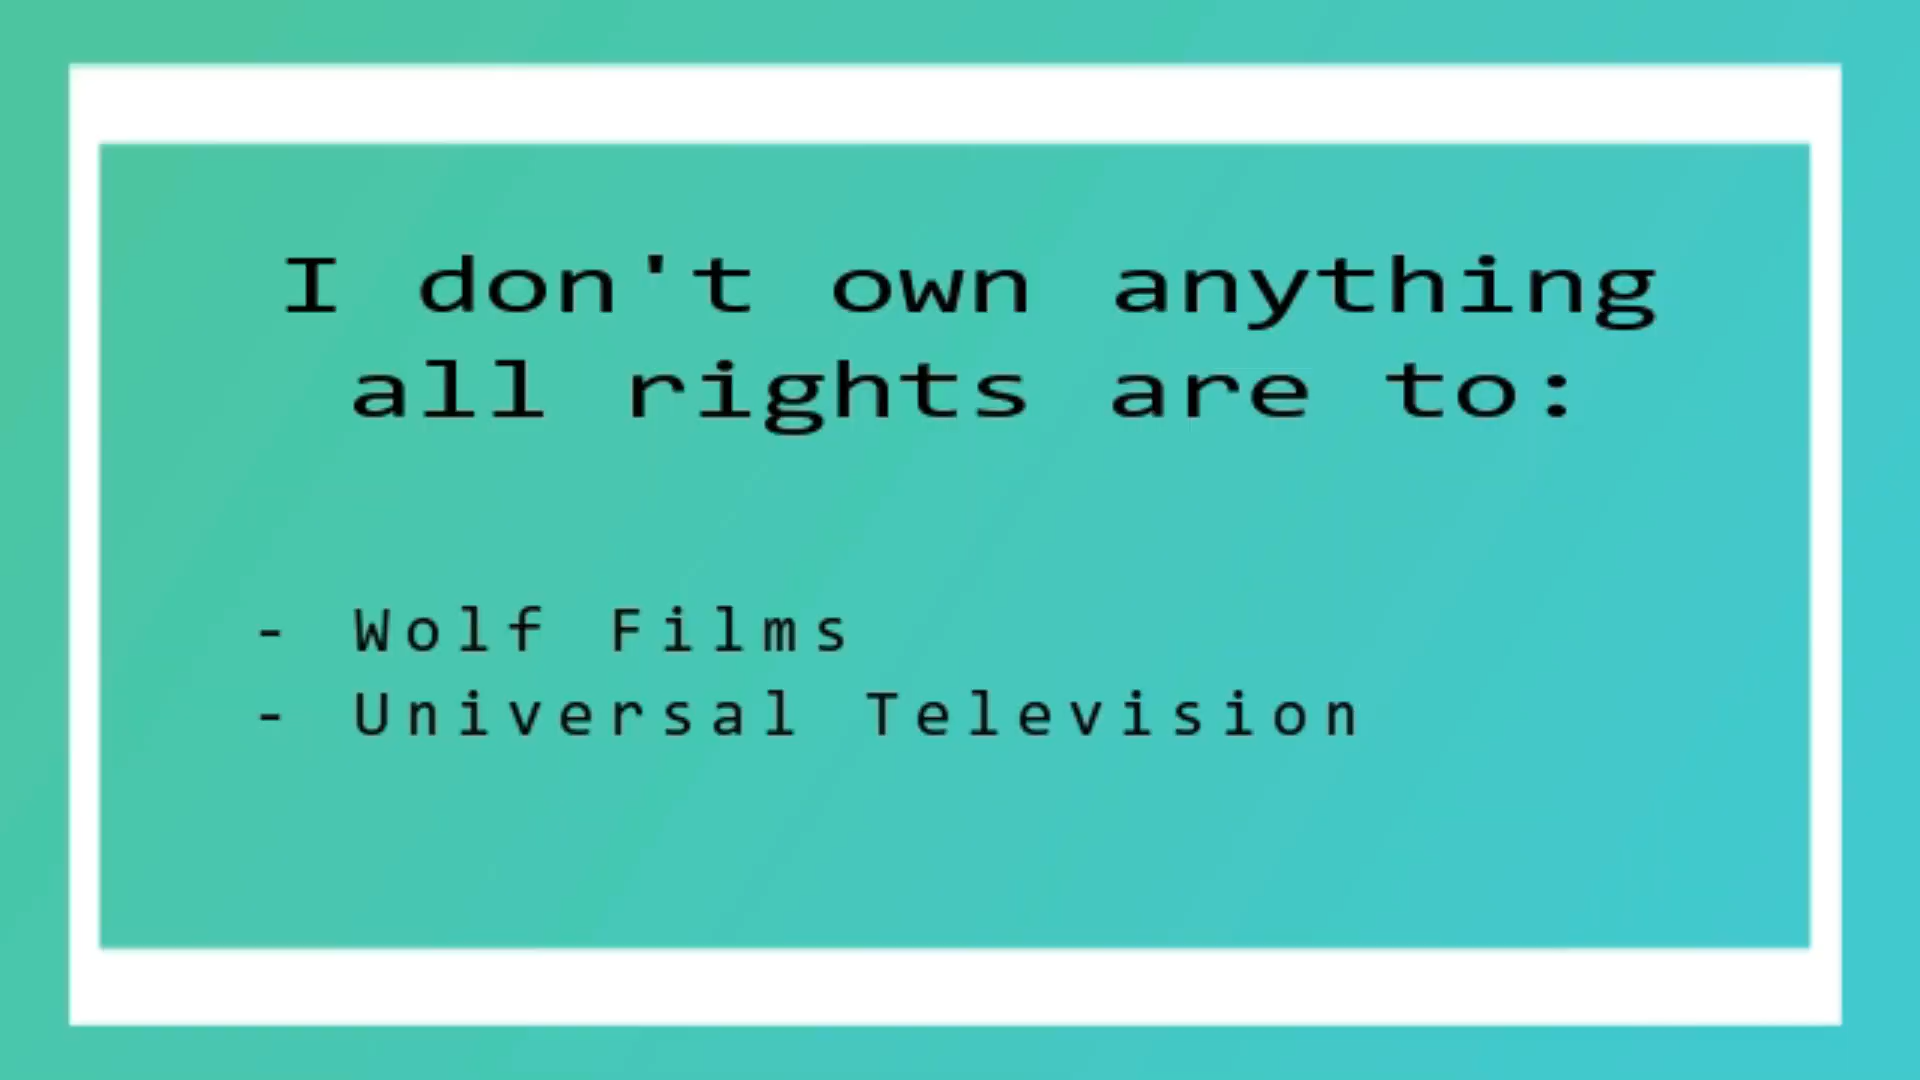 I don't own anything
all rights are to:
- Wolf Films
- Universal Television